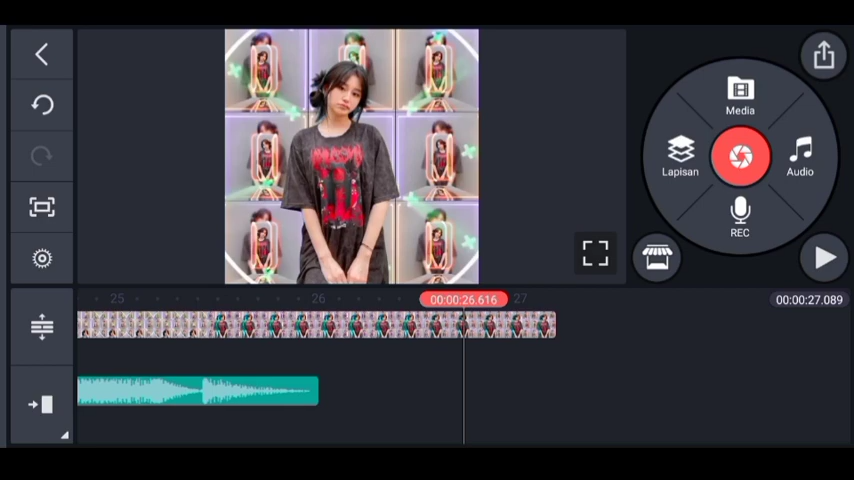 Media
Lapisan
Audio
REC
25
26
00:00:26.616
27
00:00:27.089